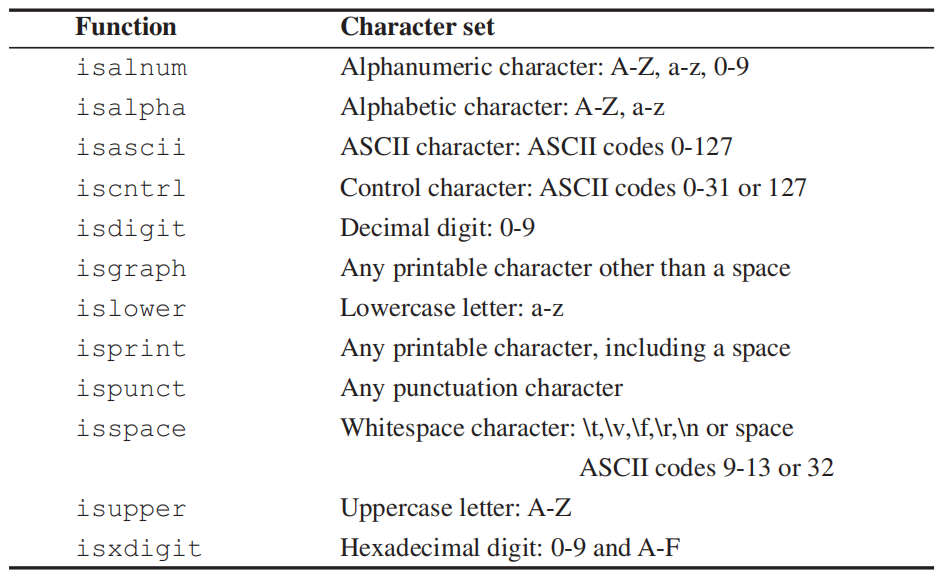 Function Character set
isalnum Alphanumeric character: A-Z, a-z, 0-9
isalpha Alphabetic character: A-Z, a-z
isascii ASCII character: ASCII codes 0-127
iscntrl Control character: ASCII codes 0-31 or 127
isdigit Decimal digit: 0-9
isgraph Any printable character other than a space
islower Lowercase letter: a-z
isprint Any printable character, including a space
ispunct Any punctuation character
isspace Whitespace character: \t,\v,\f,\r,\n or space
ASCII codes 9-13 or 32
isupper Uppercase letter: A-Z
isxdigit Hexadecimal digit: 0-9 and A-F